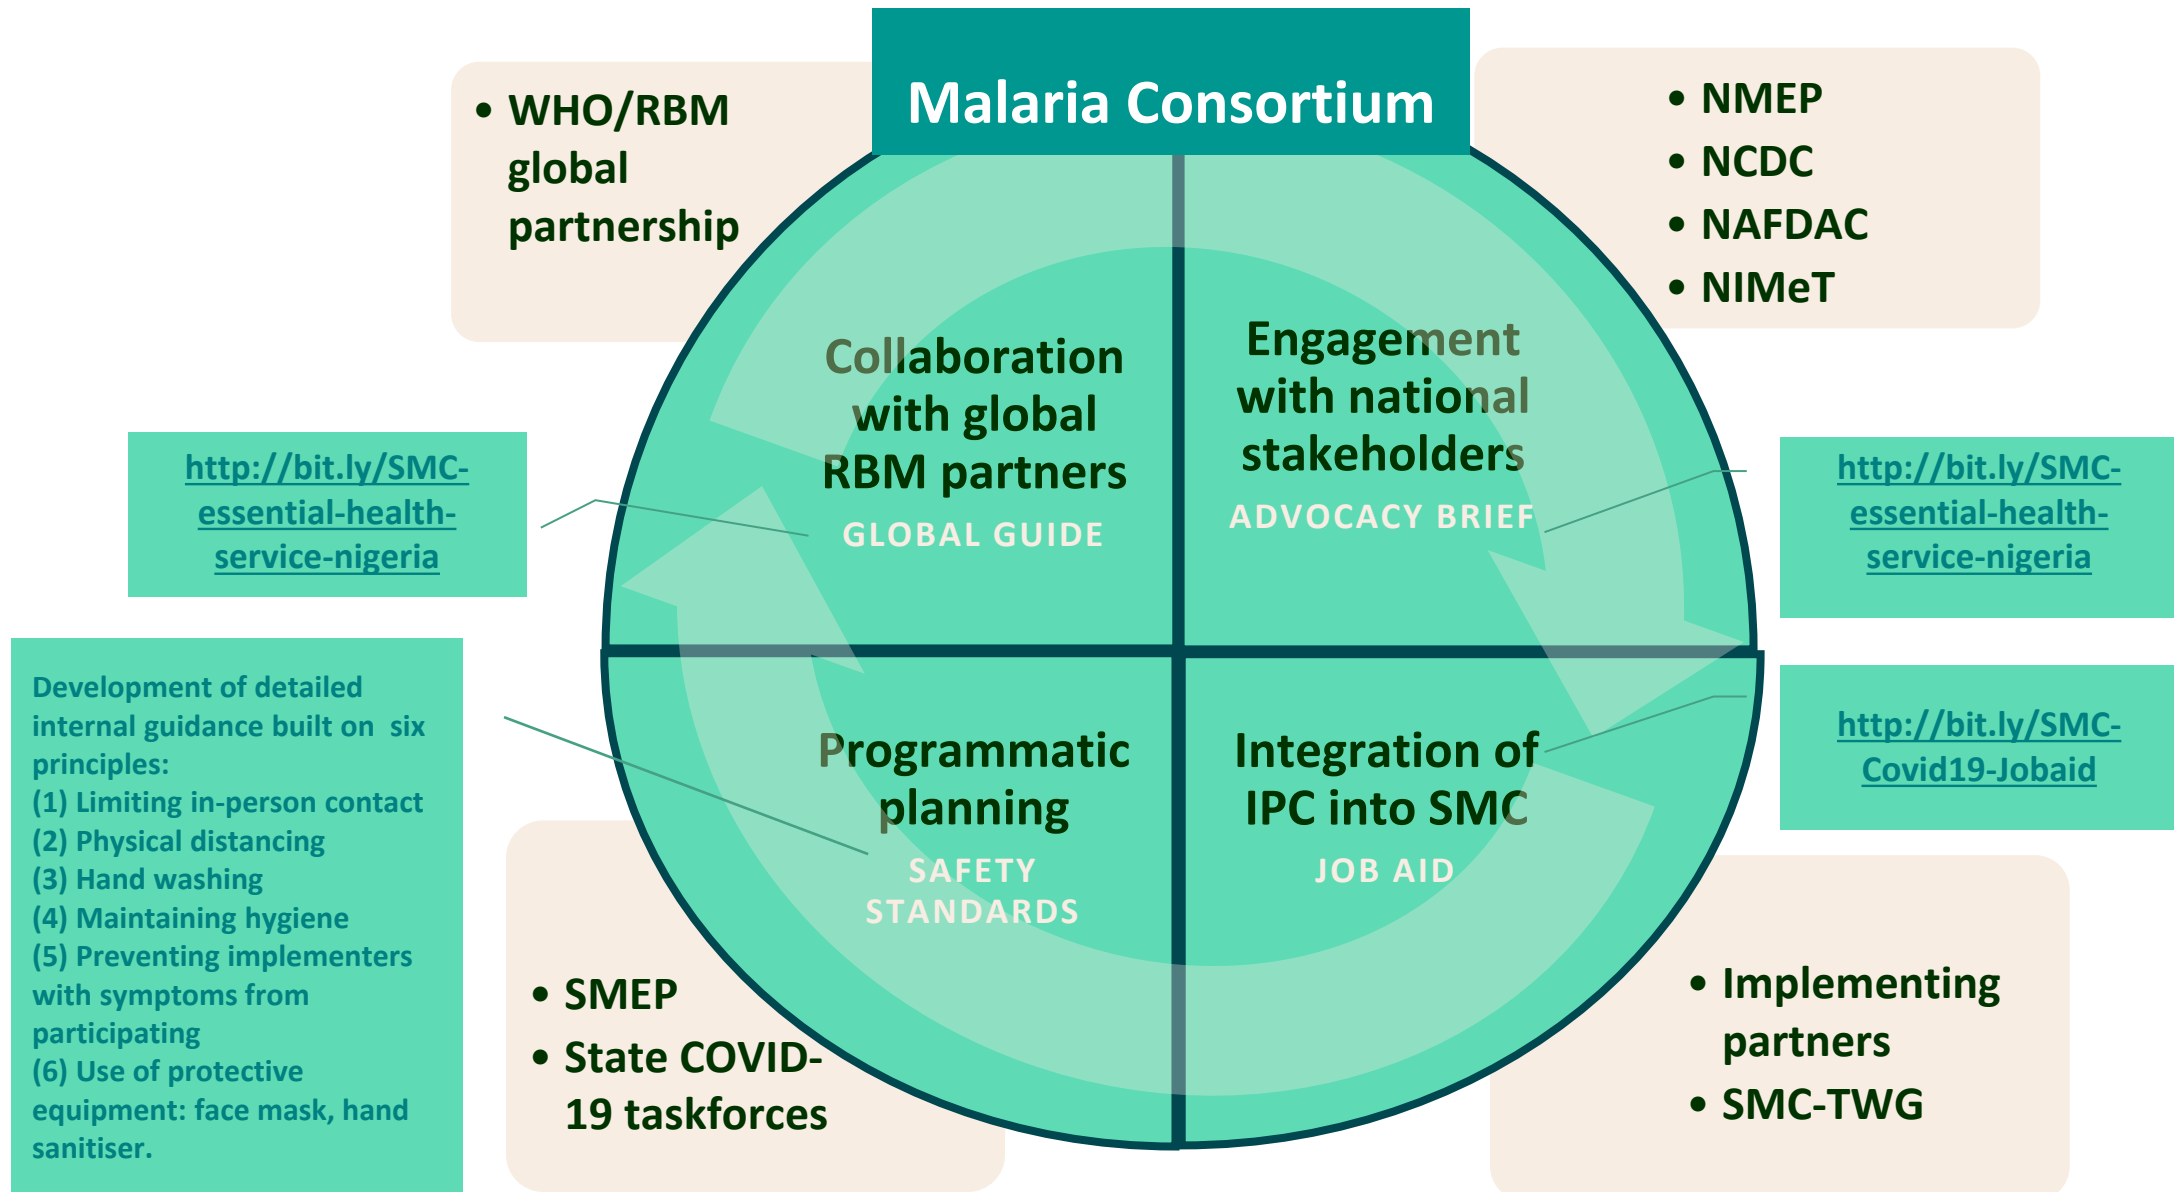 Malaria Consortium
• WHO/RBM
global
partnership
• NMEP
• NCDC
• NAFDAC
• NIMeT
Collaboration
with global
RBM partners
GLOBAL GUIDE
Engagement
with national
stakeholders
ADVOCACY BRIEF
http://bit.ly/SMC-
essential-health-
service-nigeria
http://bit.ly/SMC-
essential-health-
service-nigeria
Development of detailed
internal guidance built on six
principles:
(1) Limiting in-person contact
(2) Physical distancing
(3) Hand washing
(4) Maintaining hygiene
(5) Preventing implementers
with symptoms from
participating
(6) Use of protective
equipment: face mask, hand
sanitiser.
Programmatic
planning
SAFETY
STANDARDS
Integration of
IPC into SMC
JOB AID
http://bit.ly/SMC-
Covid19-Jobaid
• SMEP
• State COVID-
19 taskforces
• Implementing
partners
• SMC-TWG